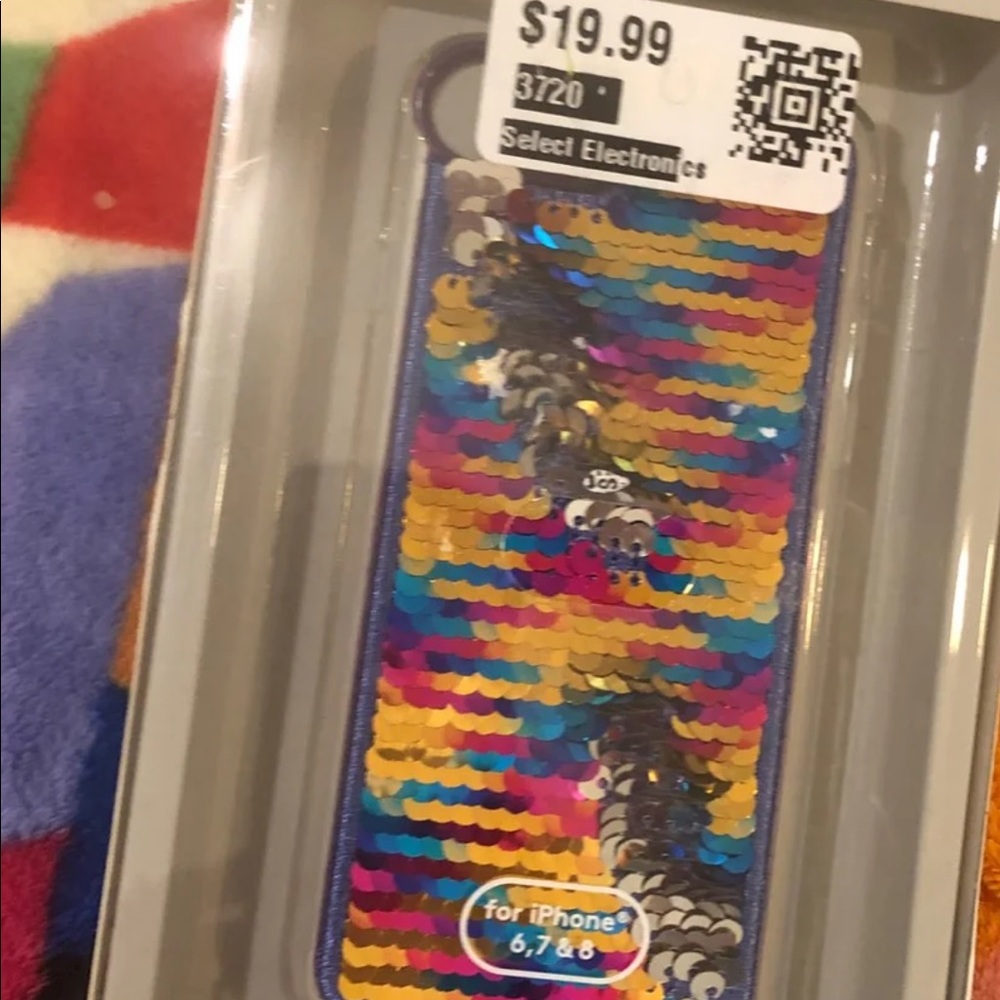 $19.99
3720
Select Electronics
for iPhone®
6,7 & 8